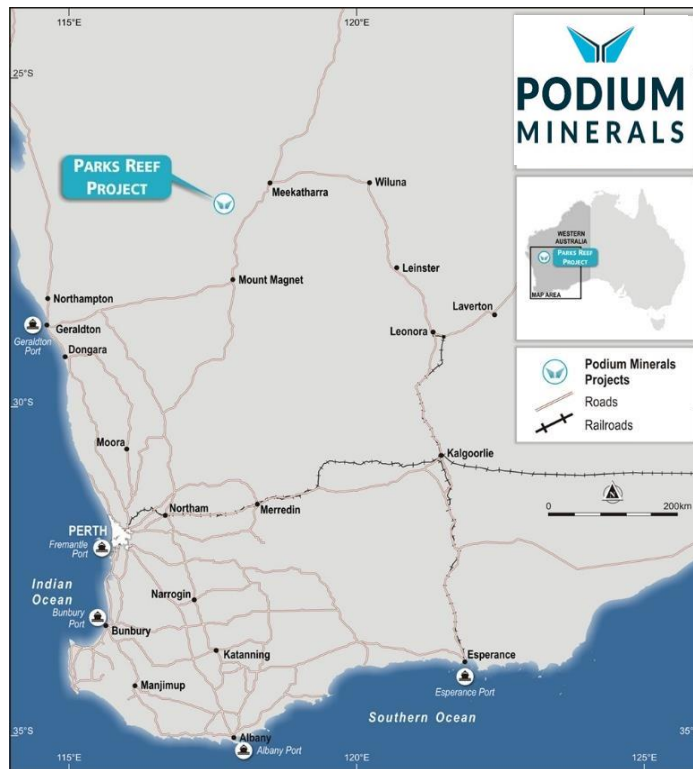 115°E
120°E
25°S
PODIUM
MINERALS
PARKS REEF
PROJECT
Meekatharra
Wiluna
WESTERN
AUSTRALIA
PARKS REEF
PROJECT
MAP AREA
Leinster
Mount Magnet
Northampton
Laverton
Geraldton
Geraldton
Port
Leonora
Dongara
Podium Minerals
Projects
Roads
Railroads
30°S
Moora
Kalgoorlie
N
0
200km
Northam
Merredin
PERTH
Fremantle
Port
Indian
Ocean
Narrogin
Bunbury
Port
Bunbury
Katanning
Esperance
Manjimup
Esperance Port
Southern Ocean
35°S
35°S
Albany
Albany Port
115°E
120°E
125°E